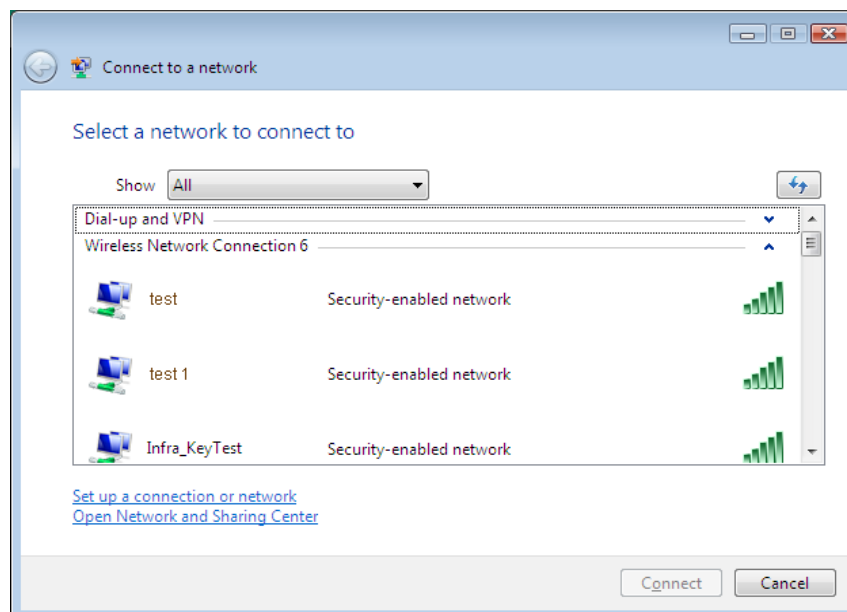 Connect to a network
Select a network to connect to
Show All
Dial-up and VPN
Wireless Network Connection 6
test Security-enabled network
test 1 Security-enabled network
Infra_KeyTest Security-enabled network
Set up a connection or network
Open Network and Sharing Center
Connect Cancel